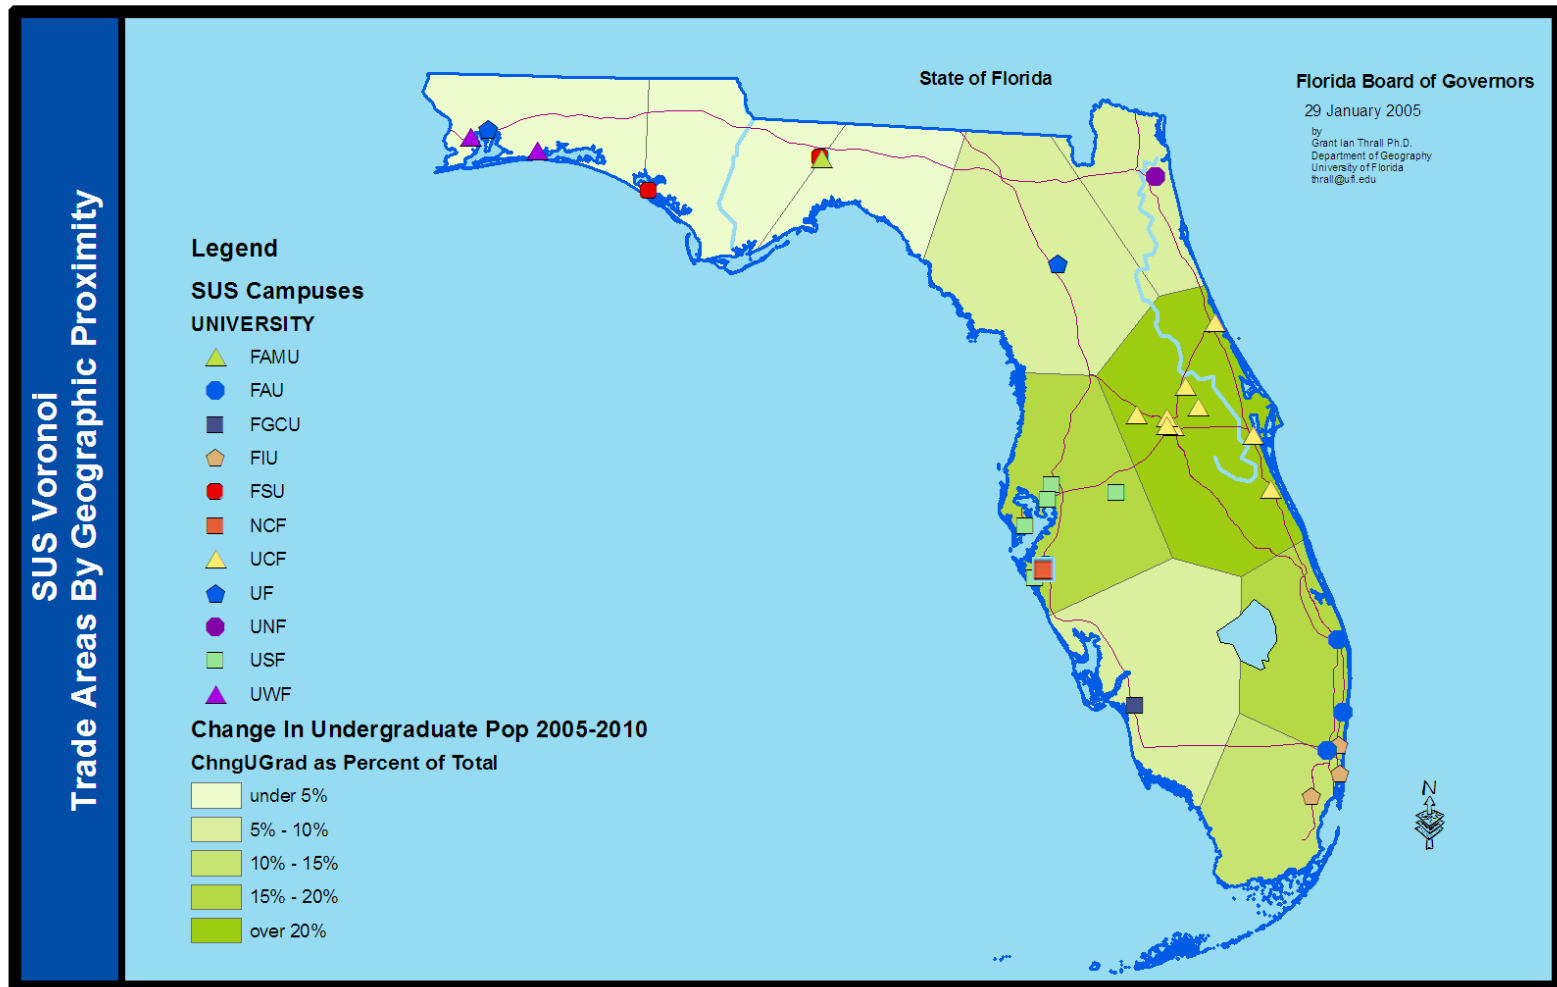 SUS Voronoi
Trade Areas By Geographic Proximity
State of Florida
Florida Board of Governors
29 January 2005
by
Grant Ian Thrall Ph.D.
Department of Geography
University of Florida
thrall@ufl.edu
Legend
SUS Campuses
UNIVERSITY
FAMU
FAU
FGCU
FIU
FSU
NCF
UCF
UF
UNF
USF
UWF
Change In Undergraduate Pop 2005-2010
ChngUGrad as Percent of Total
under 5%
5% - 10%
10% - 15%
15% - 20%
over 20%
N